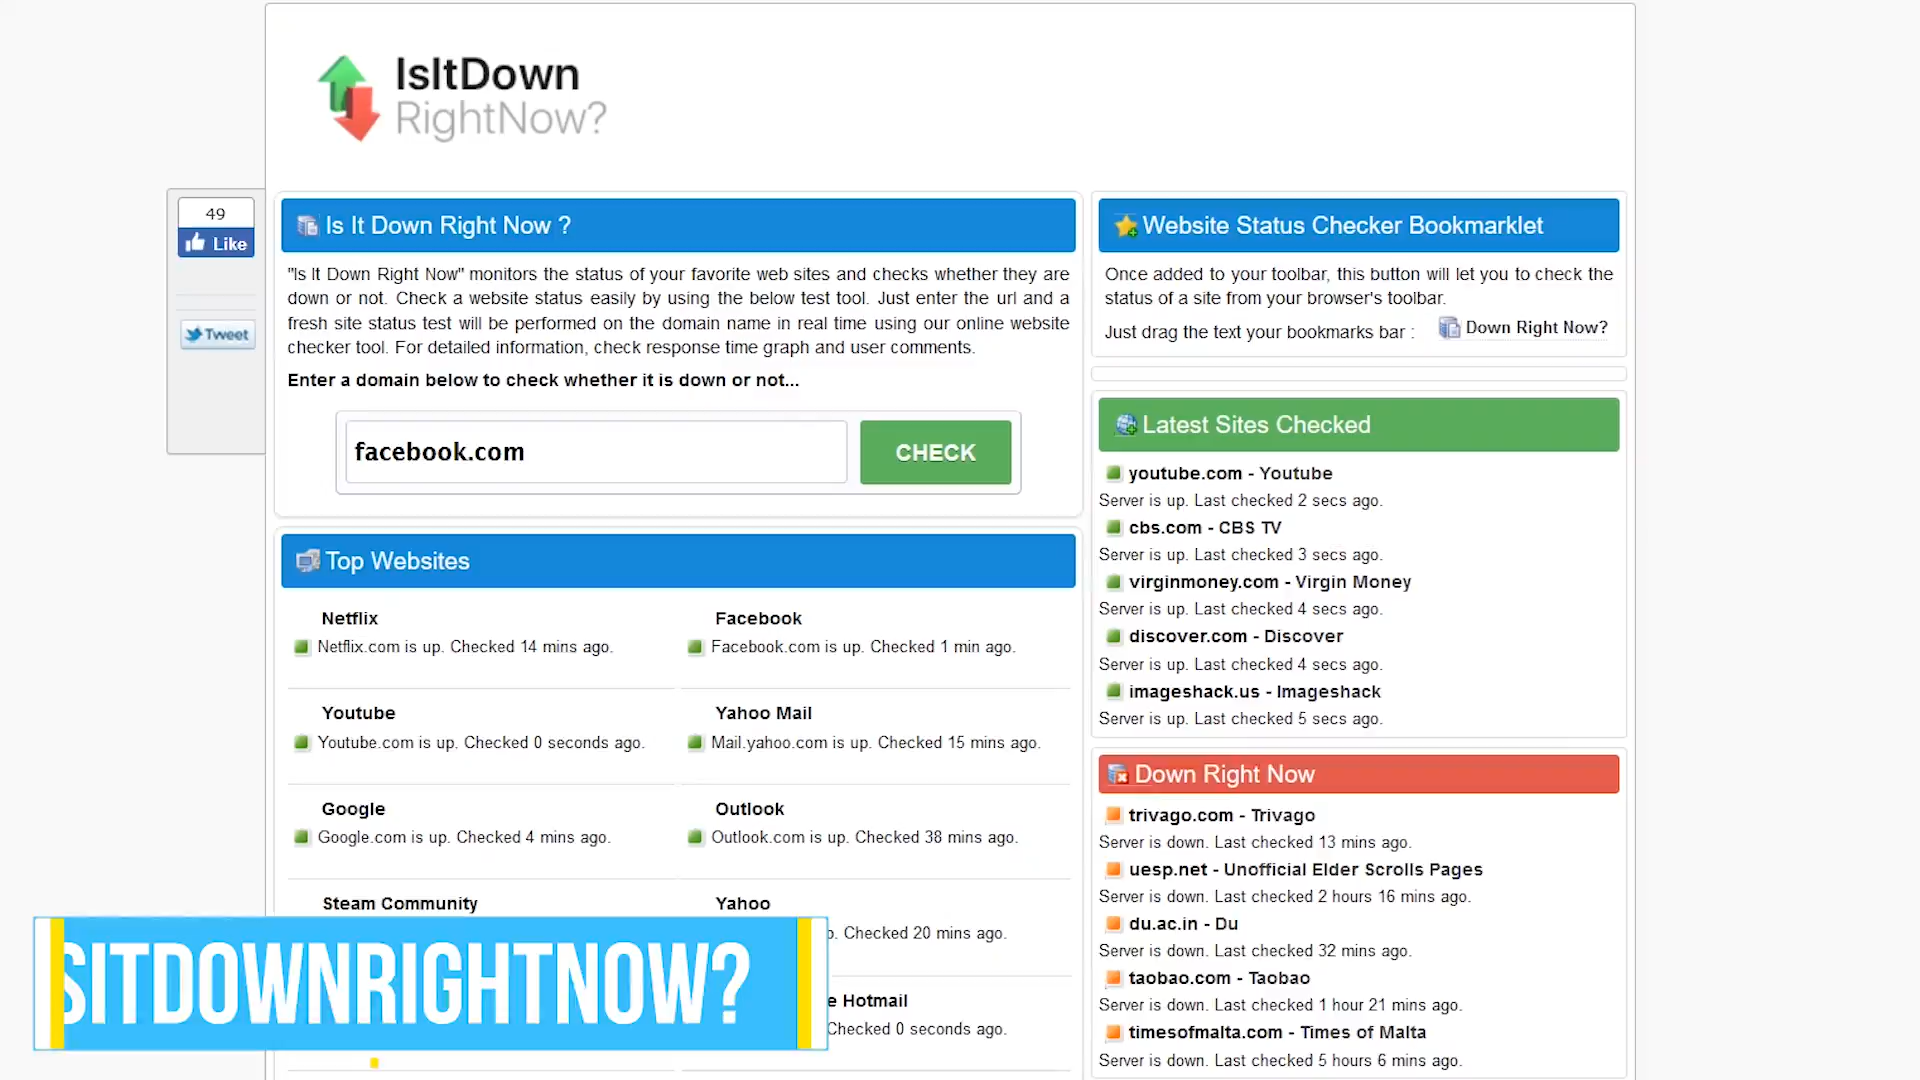 IsItDown
RightNow?
49
Like
Tweet
Is It Down Right Now ?
"Is It Down Right Now" monitors the status of your favorite web sites and checks whether they are
down or not. Check a website status easily by using the below test tool. Just enter the url and a
fresh site status test will be performed on the domain name in real time using our online website
checker tool. For detailed information, check response time graph and user comments.
Enter a domain below to check whether it is down or not...
facebook.com
CHECK
Top Websites
Netflix
Netflix.com is up. Checked 14 mins ago.
Facebook
Facebook.com is up. Checked 1 min ago.
Youtube
Youtube.com is up. Checked 0 seconds ago.
Yahoo Mail
Mail.yahoo.com is up. Checked 15 mins ago.
Google
Google.com is up. Checked 4 mins ago.
Outlook
Outlook.com is up. Checked 38 mins ago.
Steam Community
Yahoo
Checked 20 mins ago.
Hotmail
Checked 0 seconds ago.
SITDOWNRIGHTNOW?
Website Status Checker Bookmarklet
Once added to your toolbar, this button will let you to check the
status of a site from your browser's toolbar.
Just drag the text your bookmarks bar : Down Right Now?
Latest Sites Checked
youtube.com - Youtube
Server is up. Last checked 2 secs ago.
cbs.com - CBS TV
Server is up. Last checked 3 secs ago.
virginmoney.com - Virgin Money
Server is up. Last checked 4 secs ago.
discover.com - Discover
Server is up. Last checked 4 secs ago.
imageshack.us - Imageshack
Server is up. Last checked 5 secs ago.
Down Right Now
trivago.com - Trivago
Server is down. Last checked 13 mins ago.
uesp.net - Unofficial Elder Scrolls Pages
Server is down. Last checked 2 hours 16 mins ago.
du.ac.in - Du
Server is down. Last checked 32 mins ago.
taobao.com - Taobao
Server is down. Last checked 1 hour 21 mins ago.
timesofmalta.com - Times of Malta
Server is down. Last checked 5 hours 6 mins ago.